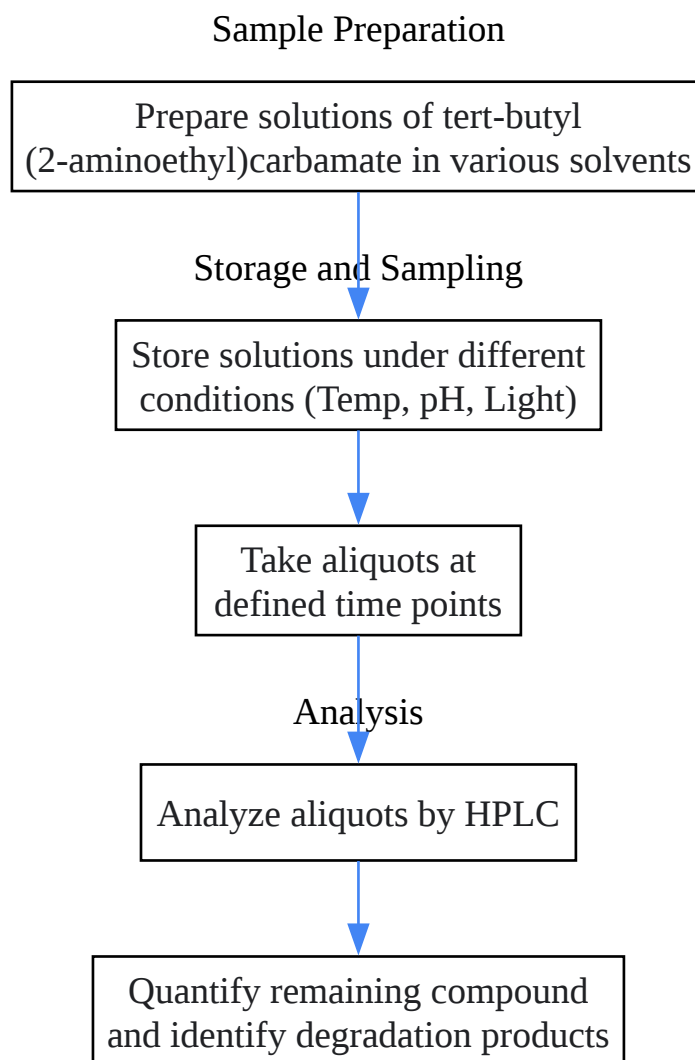 Sample Preparation
Prepare solutions of tert-butyl
(2-aminoethyl)carbamate in various solvents
Storage and Sampling
Store solutions under different
conditions (Temp, pH, Light)
Take aliquots at
defined time points
Analysis
Analyze aliquots by HPLC
Quantify remaining compound
and identify degradation products